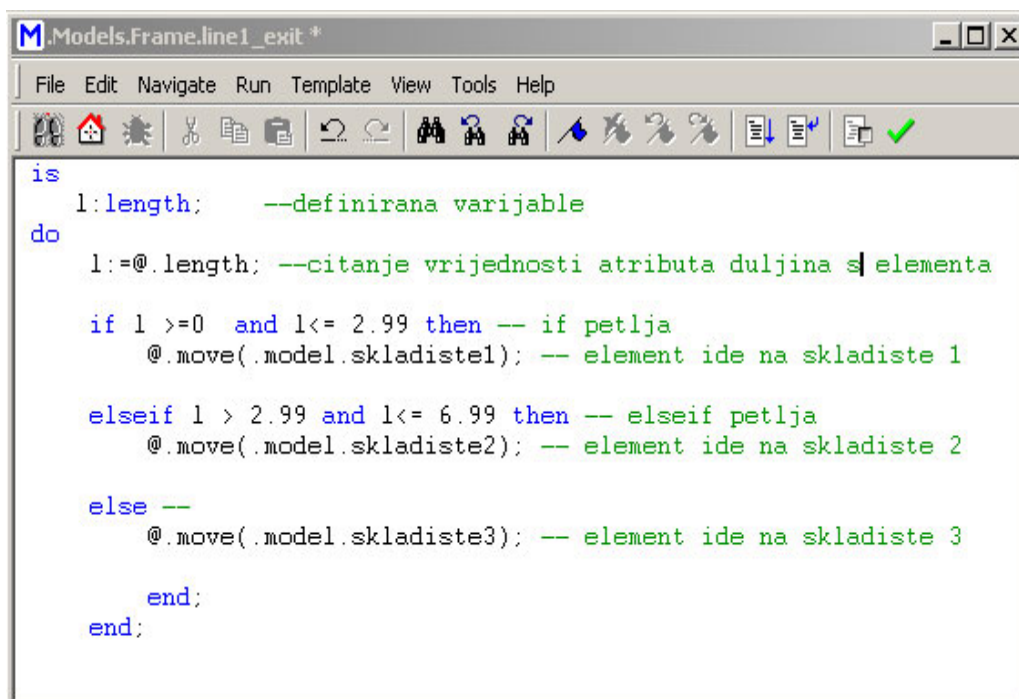 M .Models.Frame.line1_exit *
File Edit Navigate Run Template View Tools Help
is
l:length; --definirana varijable
do
l:=@.length; --citanje vrijednosti atributa duljina s elementa
if l >=0 and l<= 2.99 then -- if petlja
@.move(.model.skladiste1); -- element ide na skladiste 1
elseif l > 2.99 and l<= 6.99 then -- elseif petlja
@.move(.model.skladiste2); -- element ide na skladiste 2
else --
@.move(.model.skladiste3); -- element ide na skladiste 3
end;
end;